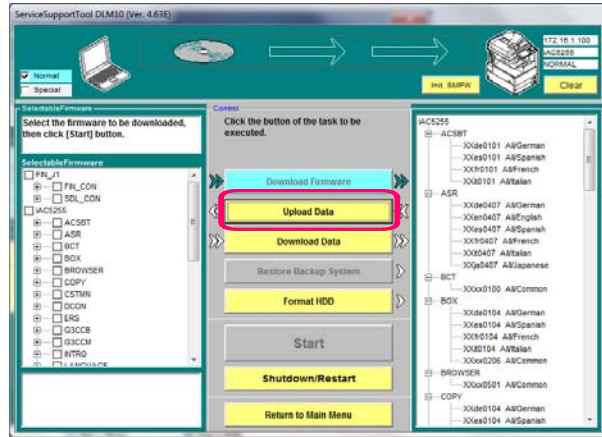 ServiceSupportTool DLM10 (Ver. 4.63E)
Normal
Special
172.16.1.100
iAC5255
NORMAL
Init. SMPW
Clear
SelectableFirmware
Select the firmware to be downloaded,
then click [Start] button.
SelectableFirmware
FIN_J1
FIN_CON
SDL_CON
iAC5255
ACSBT
ASR
BCT
BOX
BROWSER
COPY
CSTMN
DCON
ERS
G3CCB
G3CCM
INTRO
LANGUAGE
Control
Click the button of the task to be
executed.
Download Firmware
Upload Data
Download Data
Restore Backup System
Format HDD
Start
Shutdown/Restart
Return to Main Menu
iAC5255
ACSBT
XXde0101 All/German
XXes0101 All/Spanish
XXfr0101 All/French
XXit0101 All/Italian
ASR
XXde0407 All/German
XXen0407 All/English
XXes0407 All/Spanish
XXfr0407 All/French
XXit0407 All/Italian
XXja0407 All/Japanese
BCT
XXxx0100 All/Common
BOX
XXde0104 All/German
XXes0104 All/Spanish
XXfr0104 All/French
XXit0104 All/Italian
XXxx0206 All/Common
BROWSER
XXxx0501 All/Common
COPY
XXde0104 All/German
XXes0104 All/Spanish